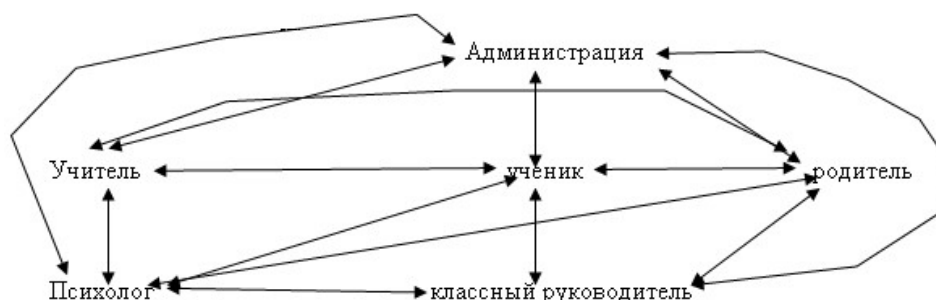 Администрация
Учитель ученик родитель
Психолог классный руководитель